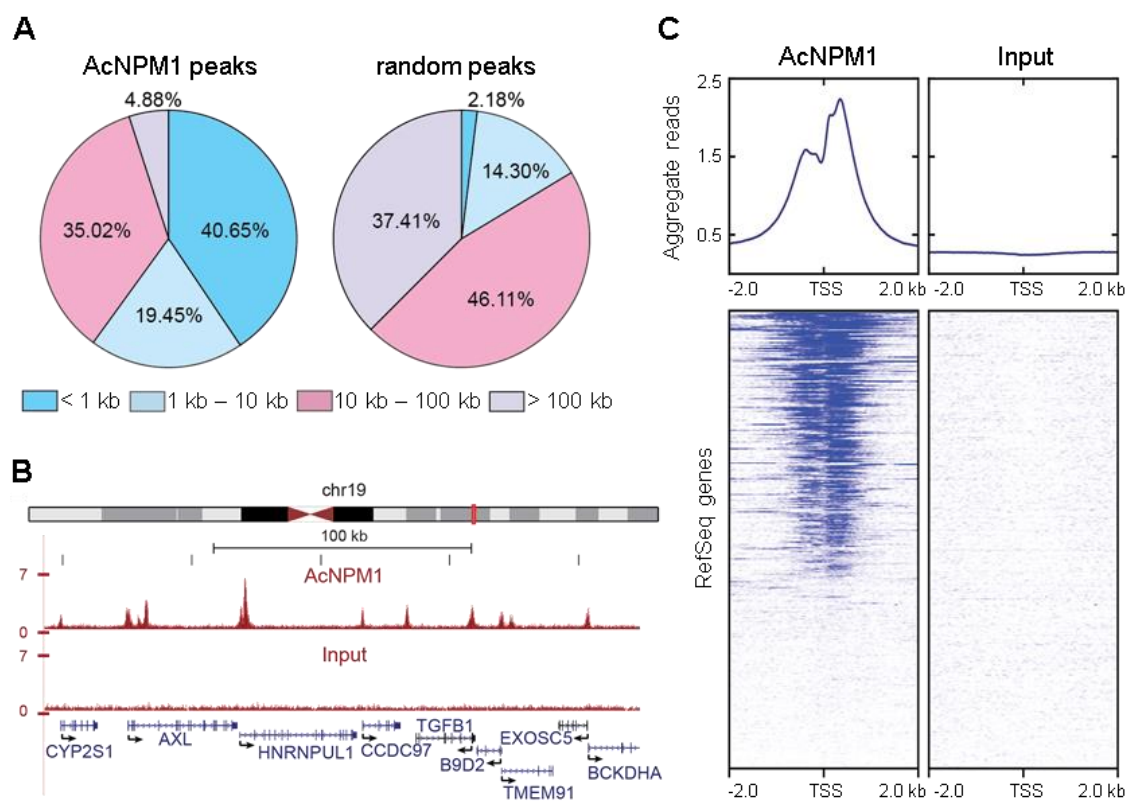 A
AcNPM1 peaks
4.88%
35.02%
40.65%
19.45%
random peaks
2.18%
14.30%
37.41%
46.11%
< 1 kb 1 kb – 10 kb 10 kb – 100 kb > 100 kb
B
chr19
100 kb
7
AcNPM1
0
7
Input
0
CYP2S1
AXL
HNRNPUL1
CCDC97
TGFB1
B9D2
TMEM91
EXOSC5
BCKDHA
C
AcNPM1 Input
Aggregate reads
2.5
1.5
0.5
-2.0 TSS 2.0 kb -2.0 TSS 2.0 kb
RefSeq genes
-2.0 TSS 2.0 kb -2.0 TSS 2.0 kb